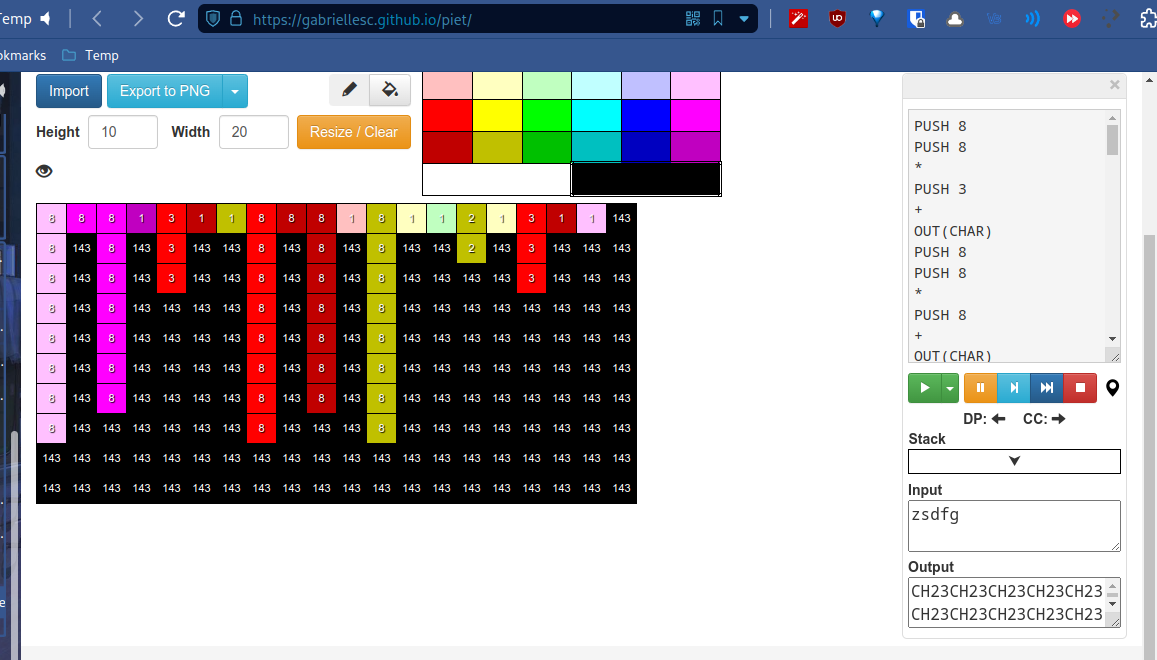 Temp
https://gabriellesc.github.io/piet/
okmarks Temp
Import Export to PNG
Height 10 Width 20 Resize / Clear
8 8 8 1 3 1 1 8 8 8 1 8 1 1 2 1 3 1 1 143
8 143 8 143 3 143 143 8 143 8 143 8 143 143 2 143 3 143 143 143
8 143 8 143 3 143 143 8 143 8 143 8 143 143 143 143 3 143 143 143
8 143 8 143 143 143 143 8 143 8 143 8 143 143 143 143 143 143 143 143
8 143 8 143 143 143 143 8 143 8 143 8 143 143 143 143 143 143 143 143
8 143 8 143 143 143 143 8 143 8 143 8 143 143 143 143 143 143 143 143
8 143 8 143 143 143 143 8 143 8 143 8 143 143 143 143 143 143 143 143
8 143 143 143 143 143 143 8 143 143 143 8 143 143 143 143 143 143 143 143
143 143 143 143 143 143 143 143 143 143 143 143 143 143 143 143 143 143 143 143
143 143 143 143 143 143 143 143 143 143 143 143 143 143 143 143 143 143 143 143
PUSH 8
PUSH 8
*
PUSH 3
+
OUT(CHAR)
PUSH 8
PUSH 8
*
PUSH 8
+
OUT(CHAR)
DP: CC:
Stack
Input
zsdfg
Output
CH23CH23CH23CH23CH23
CH23CH23CH23CH23CH23